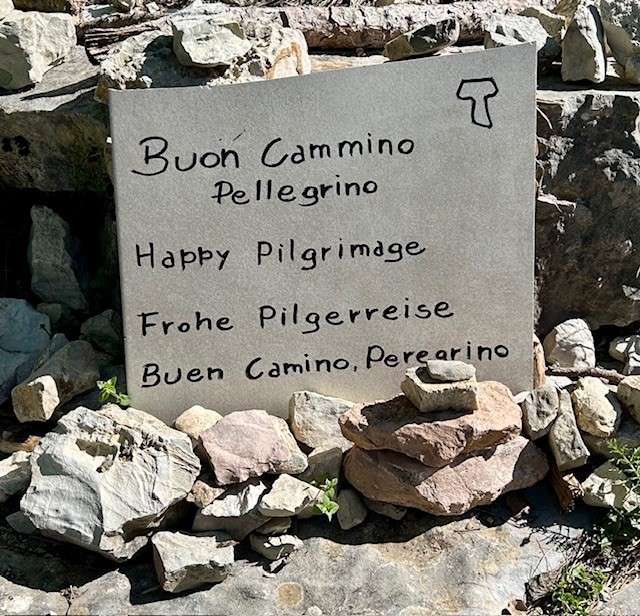 Buon Cammino
Pellegrino
Happy Pilgrimage
Frohe Pilgerreise
Buen Camino, Peregrino